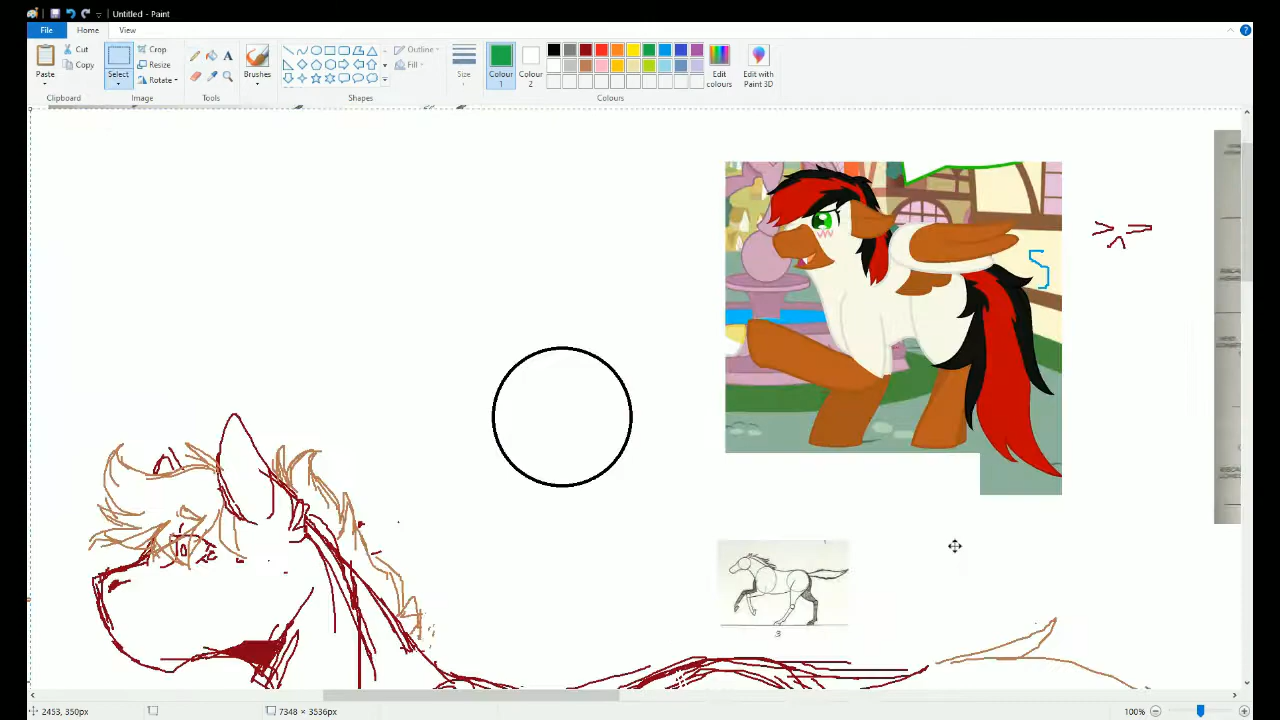 Untitled - Paint
File Home View
Cut
Copy
Paste
Crop
Resize
Rotate
Select
Brushes
Outline
Fill
Size
Colour 1
Colour 2
Edit colours
Edit with Paint 3D
Clipboard Image Tools Shapes Colours
3
2453, 350px
7348 × 3536px
100%